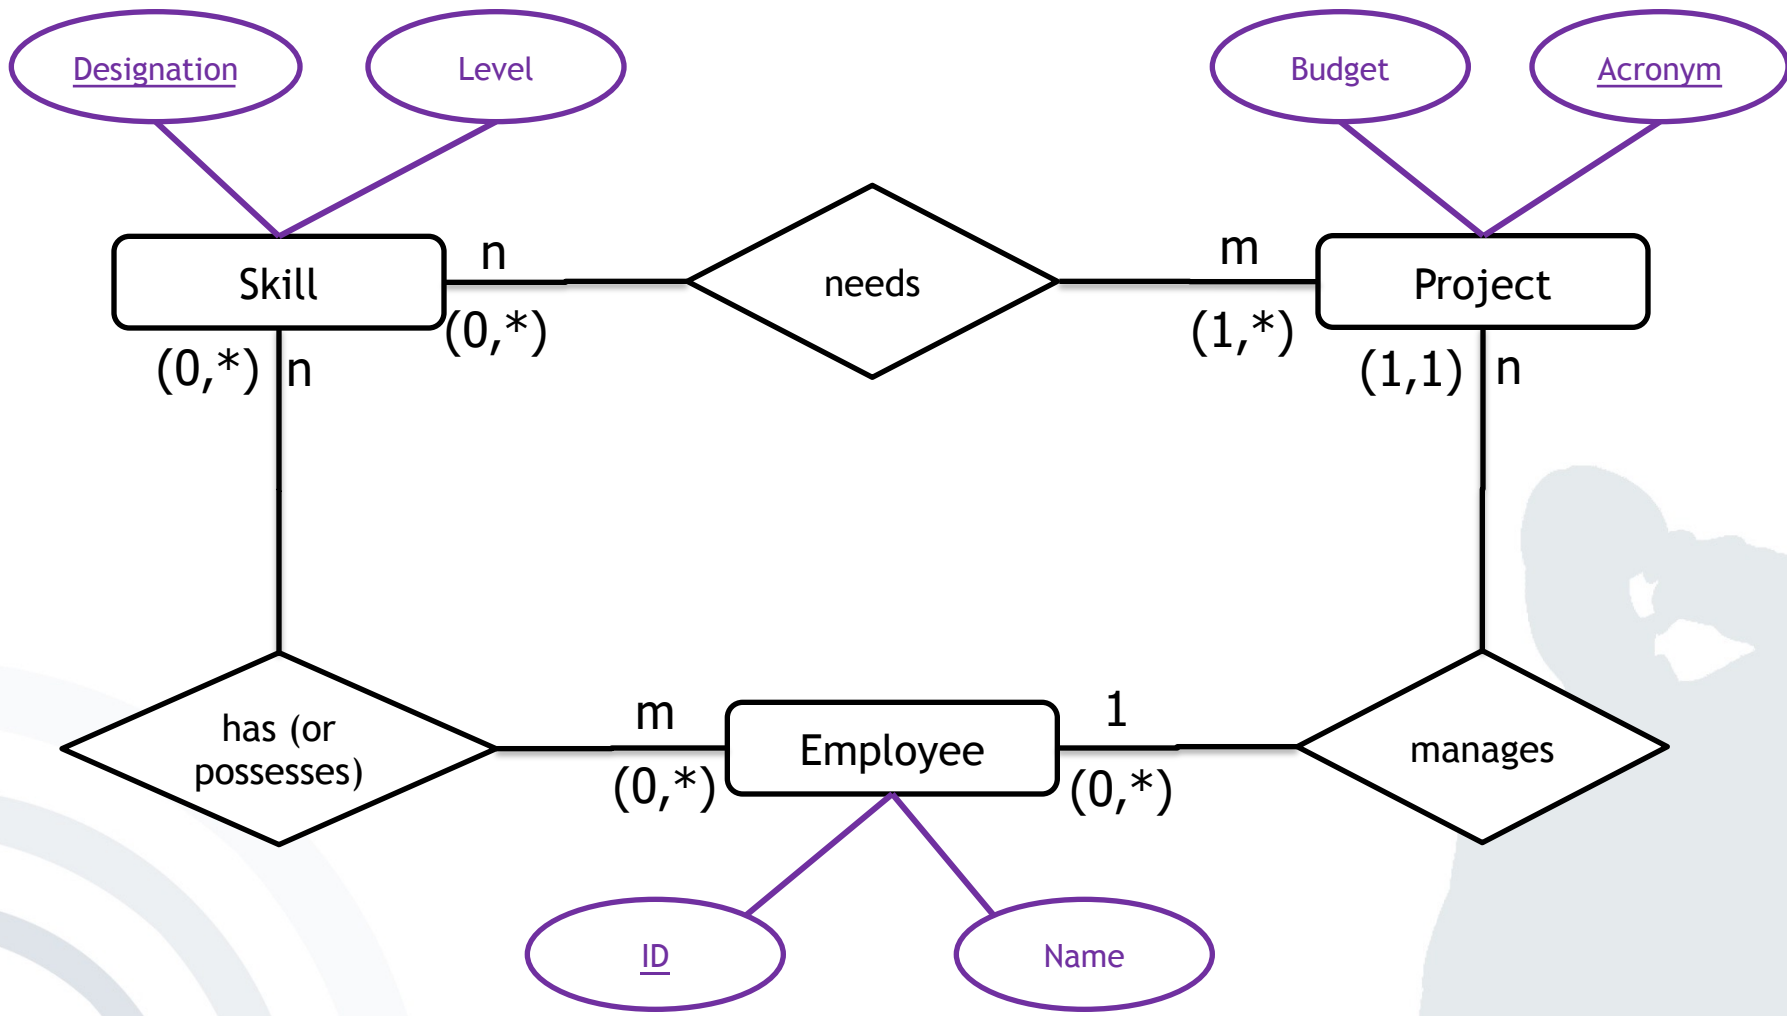 Designation
Level
Budget
Acronym
Skill
n
(0,*)
needs
m
(1,*)
Project
(0,*)
n
(1,1)
n
has (or
possesses)
m
(0,*)
Employee
1
(0,*)
manages
ID
Name